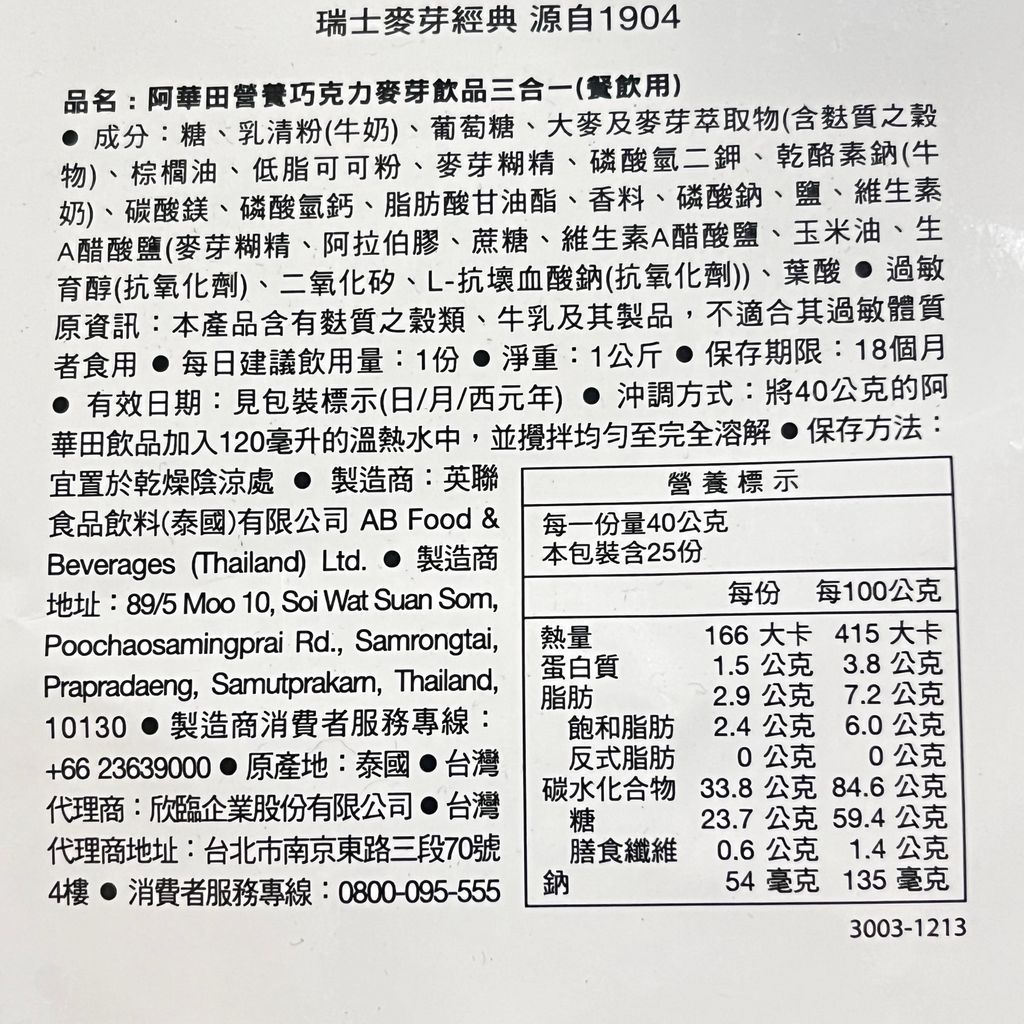 瑞士麥芽經典 源自1904
品名：阿華田營養巧克力麥芽飲品三合一(餐飲用)
● 成分：糖、乳清粉(牛奶)、葡萄糖、大麥及麥芽萃取物(含麩質之穀
物)、棕櫚油、低脂可可粉、麥芽糊精、磷酸氫二鉀、乾酪素鈉(牛
奶)、碳酸鎂、磷酸氫鈣、脂肪酸甘油酯、香料、磷酸鈉、鹽、維生素
A醋酸鹽(麥芽糊精、阿拉伯膠、蔗糖、維生素A醋酸鹽、玉米油、生
育醇(抗氧化劑)、二氧化矽、L-抗壞血酸鈉(抗氧化劑))、葉酸 ● 過敏
原資訊：本產品含有麩質之穀類、牛乳及其製品，不適合其過敏體質
者食用 ● 每日建議飲用量：1份 ● 淨重：1公斤 ● 保存期限：18個月
● 有效日期：見包裝標示(日/月/西元年) ● 沖調方式：將40公克的阿
華田飲品加入120毫升的溫熱水中，並攪拌均勻至完全溶解 ● 保存方法：
宜置於乾燥陰涼處 ● 製造商：英聯
食品飲料(泰國)有限公司 AB Food &
Beverages (Thailand) Ltd. ● 製造商
地址：89/5 Moo 10, Soi Wat Suan Som,
Poochaosamingprai Rd., Samrongtai,
Prapradaeng, Samutprakarn, Thailand,
10130 ● 製造商消費者服務專線：
+66 23639000 ● 原產地：泰國 ● 台灣
代理商：欣臨企業股份有限公司 ● 台灣
代理商地址：台北市南京東路三段70號
4樓 ● 消費者服務專線：0800-095-555
營養標示
每一份量40公克
本包裝含25份
每份 每100公克
熱量 166 大卡 415 大卡
蛋白質 1.5 公克 3.8 公克
脂肪 2.9 公克 7.2 公克
飽和脂肪 2.4 公克 6.0 公克
反式脂肪 0 公克 0 公克
碳水化合物 33.8 公克 84.6 公克
糖 23.7 公克 59.4 公克
膳食纖維 0.6 公克 1.4 公克
鈉 54 毫克 135 毫克
3003-1213